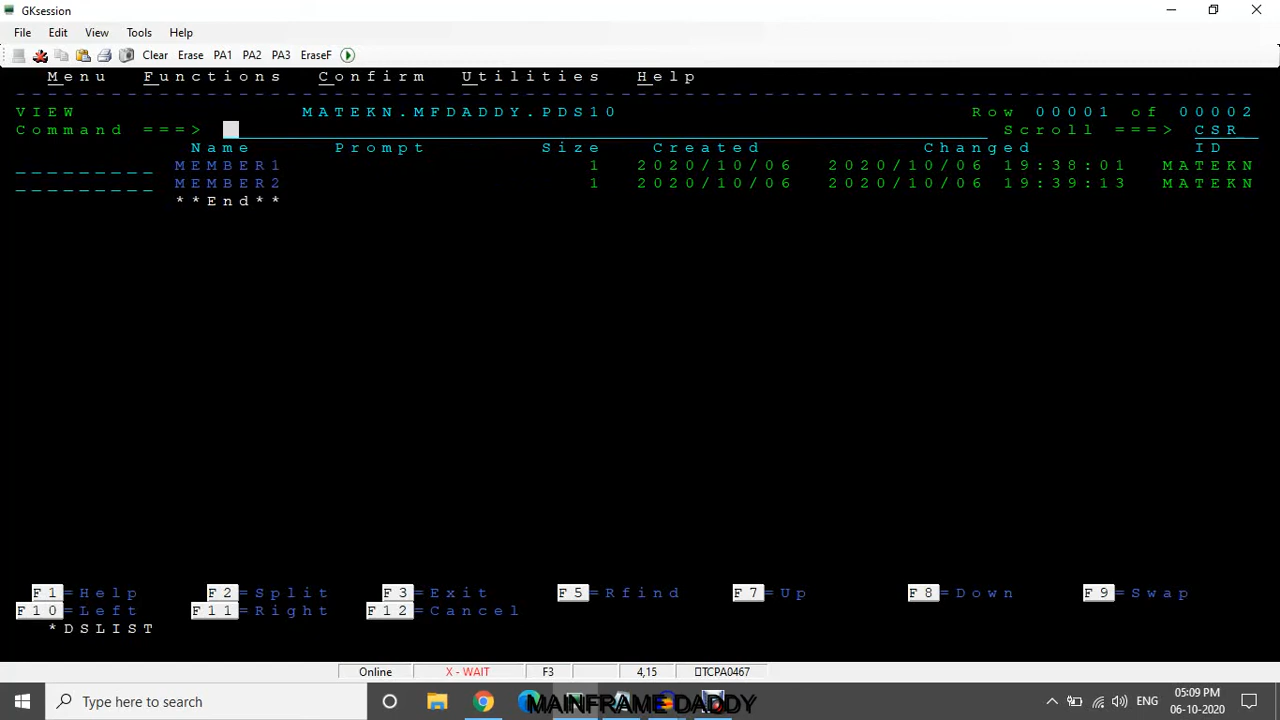 GKsession
File Edit View Tools Help
Clear Erase PA1 PA2 PA3 EraseF
Menu Functions Confirm Utilities Help
VIEW MATEKN.MFDADDY.PDS10 Row 00001 of 00002
Command ===> Scroll ===> CSR
Name Prompt Size Created Changed ID
_________ MEMBER1 1 2020/10/06 2020/10/06 19:38:01 MATEKN
_________ MEMBER2 1 2020/10/06 2020/10/06 19:39:13 MATEKN
**End**
F1=Help F2=Split F3=Exit F5=Rfind F7=Up F8=Down F9=Swap
F10=Left F11=Right F12=Cancel
*DSLIST
Online X - WAIT F3 4,15 TCPA0467
Type here to search MAINFRAME DADDY ENG 05:09 PM
06-10-2020